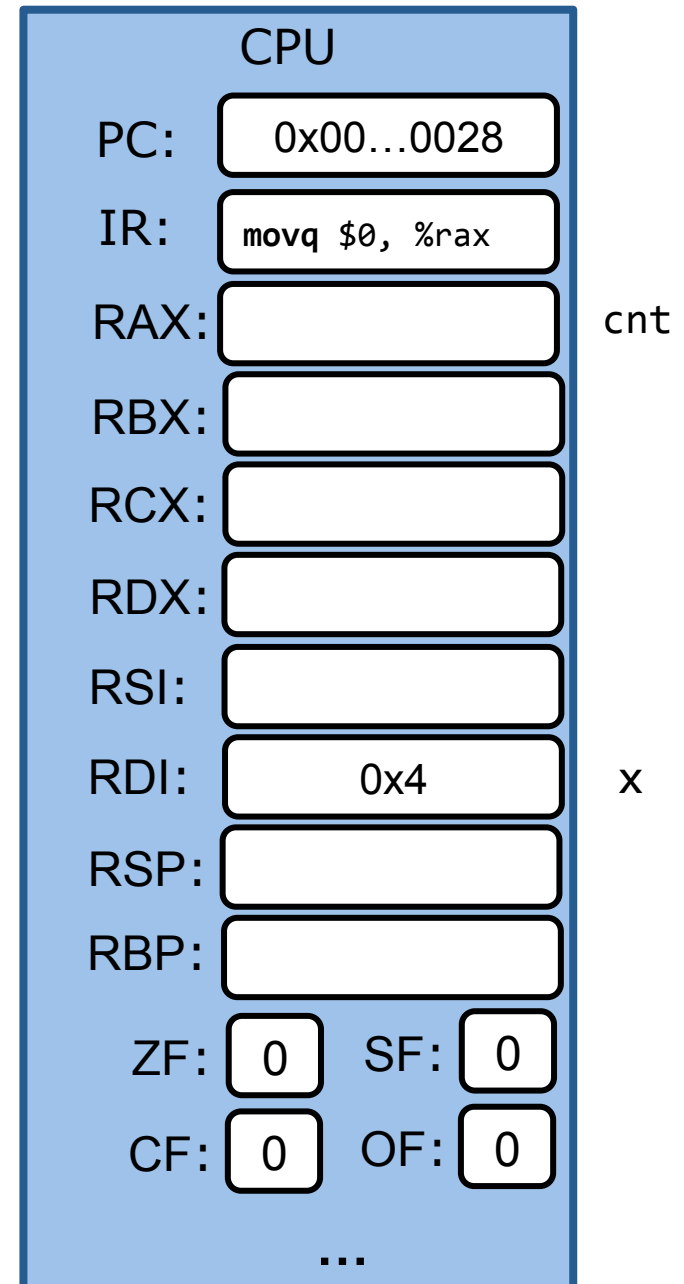 CPU
PC: 0x00...0028
IR: movq $0, %rax
RAX: cnt
RBX:
RCX:
RDX:
RSI:
RDI: 0x4 x
RSP:
RBP:
ZF: 0 SF: 0
CF: 0 OF: 0
...